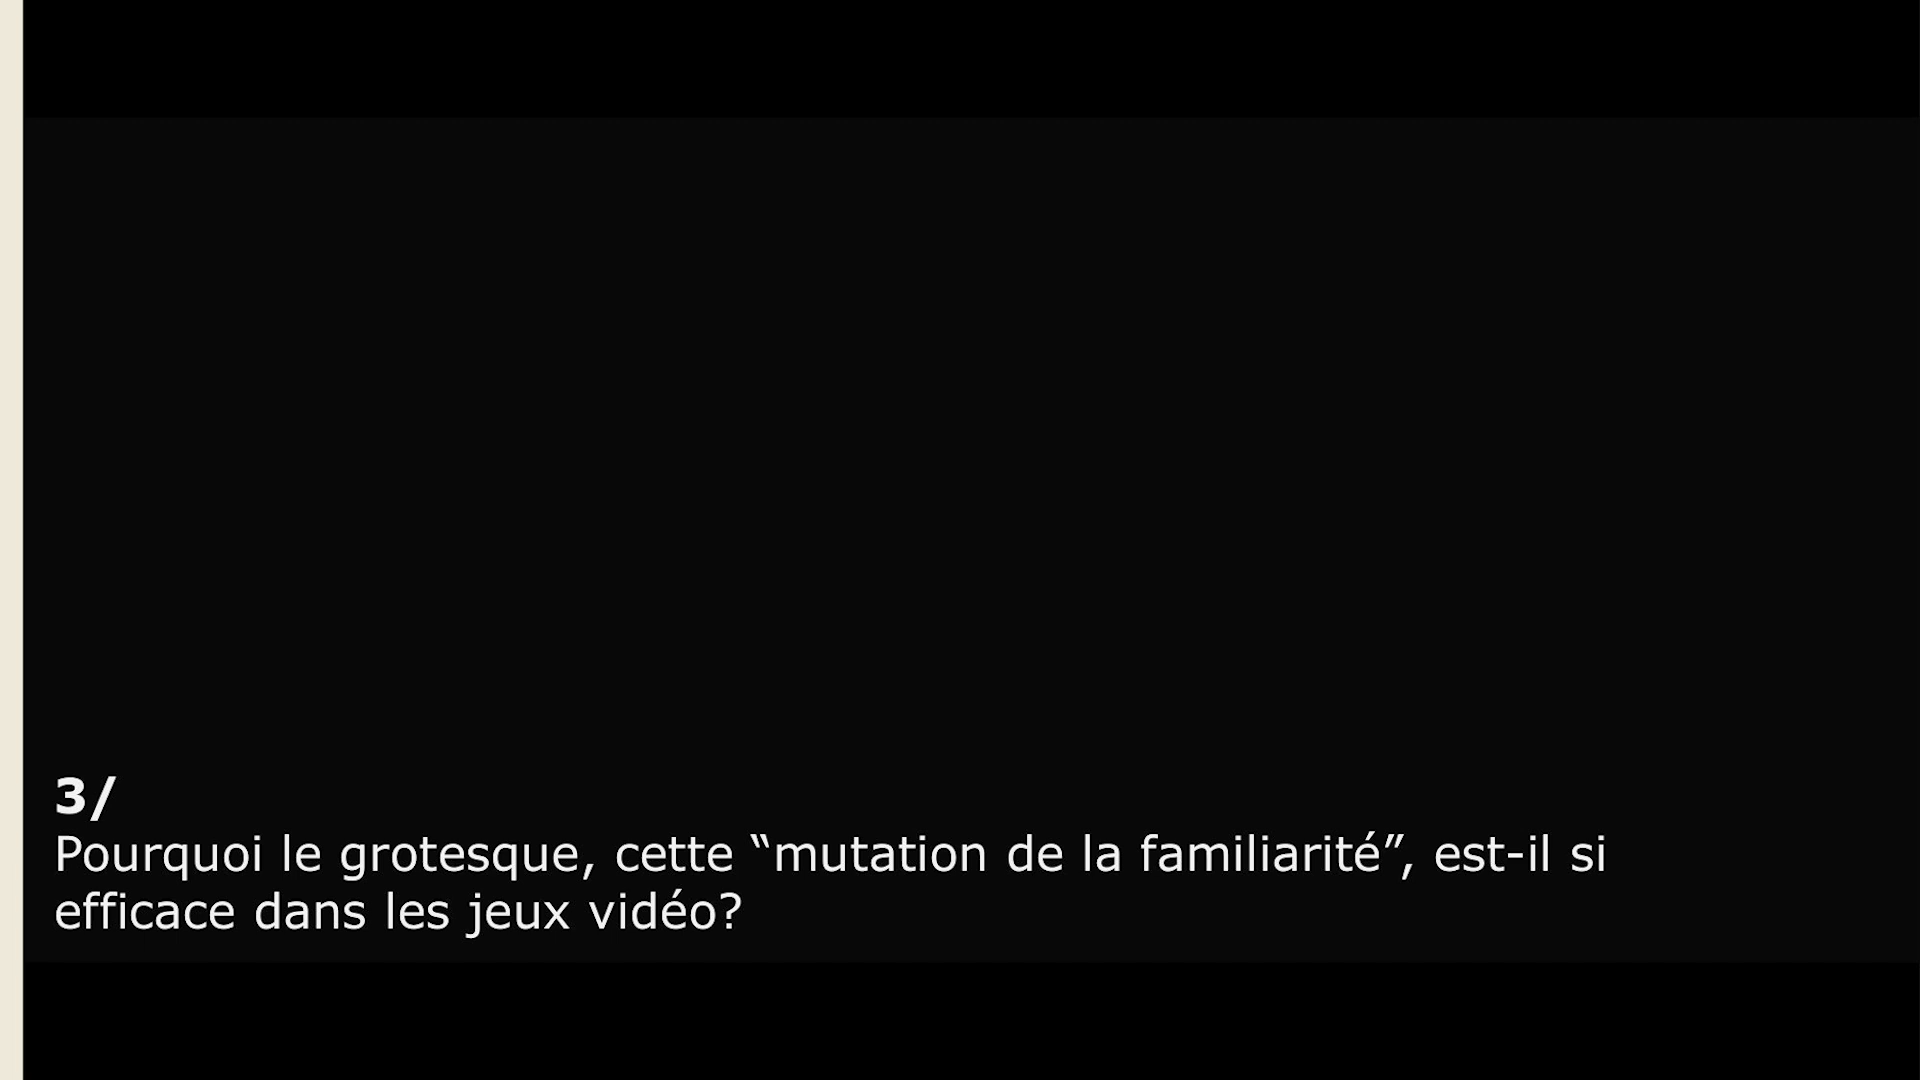 3/
Pourquoi le grotesque, cette “mutation de la familiarité”, est-il si
efficace dans les jeux vidéo?